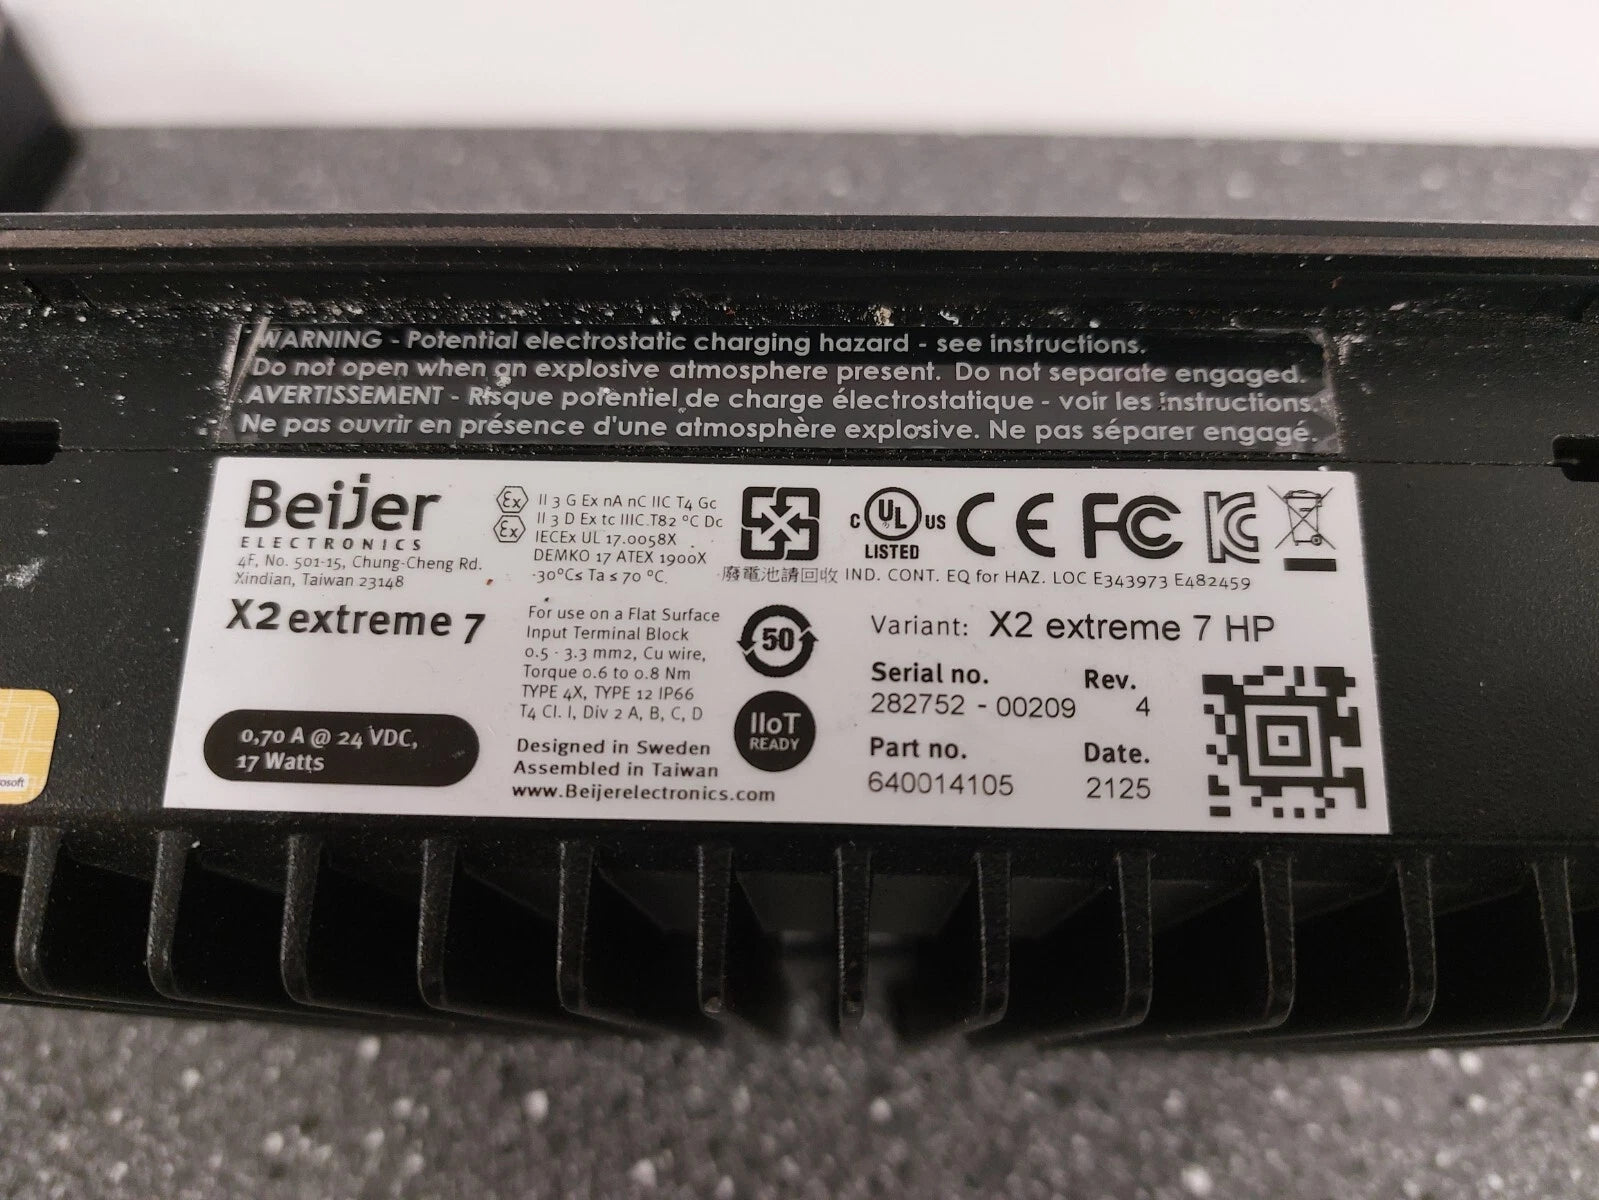 WARNING - Potential electrostatic charging hazard - see instructions.
Do not open when an explosive atmosphere present. Do not separate engaged.
AVERTISSEMENT - Risque potentiel de charge électrostatique - voir les instructions.
Ne pas ouvrir en présence d'une atmosphère explosive. Ne pas séparer engagé.
Beijer
ELECTRONICS
4F, No. 501-15, Chung-Cheng Rd.
Xindian, Taiwan 23148
X2 extreme 7
0,70 A @ 24 VDC,
17 Watts
Ex II 3 G Ex nA nC IIC T4 Gc
Ex II 3 D Ex tc IIIC T82 °C Dc
IECEx UL 17.0058X
DEMKO 17 ATEX 1900X
-30°C≤ Ta ≤ 70 °C.
For use on a Flat Surface
Input Terminal Block
0.5 - 3.3 mm2, Cu wire,
Torque 0.6 to 0.8 Nm
TYPE 4X, TYPE 12 IP66
T4 Cl. I, Div 2 A, B, C, D
Designed in Sweden
Assembled in Taiwan
www.Beijerelectronics.com
廢電池請回收
C UL US
LISTED
CE FC KC
IND. CONT. EQ for HAZ. LOC E343973 E482459
50
IIoT
READY
Variant: X2 extreme 7 HP
Serial no. Rev.
282752 - 00209 4
Part no. Date.
640014105 2125
osoft